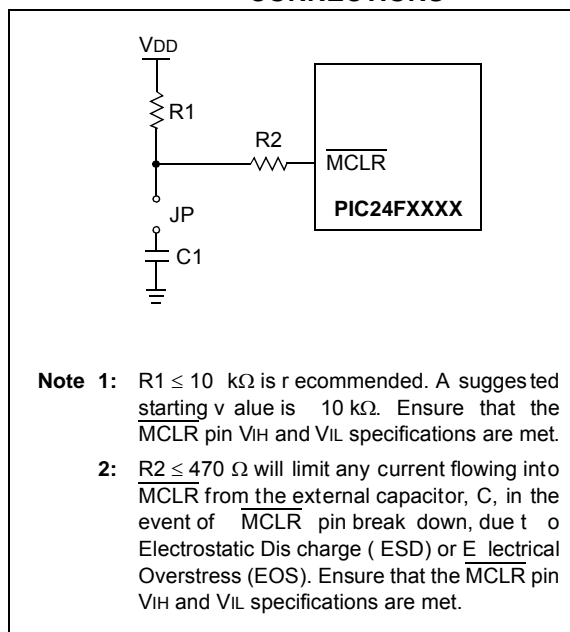 VDD
R1
R2
MCLR
JP
PIC24FXXXX
C1
Note 1: R1 ≤ 10 kΩ is r ecommended. A suggested
starting v alue is 10 kΩ. Ensure that the
MCLR pin VIH and VIL specifications are met.
2: R2 ≤ 470 Ω will limit any current flowing into
MCLR from the external capacitor, C, in the
event of MCLR pin break down, due t o
Electrostatic Dis charge ( ESD) or E lectrical
Overstress (EOS). Ensure that the MCLR pin
VIH and VIL specifications are met.